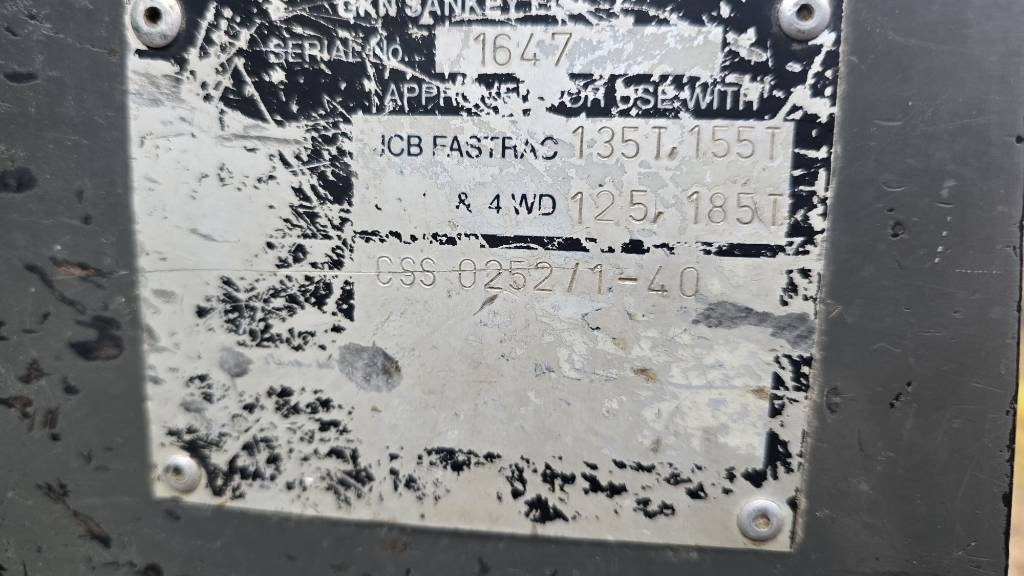 GKN SANKEY
SERIAL No. 1647
APPROVED FOR USE WITH
JCB FASTRAC 135T, 155T
& 4 WD 125, 185T
CSS 0252/1-40